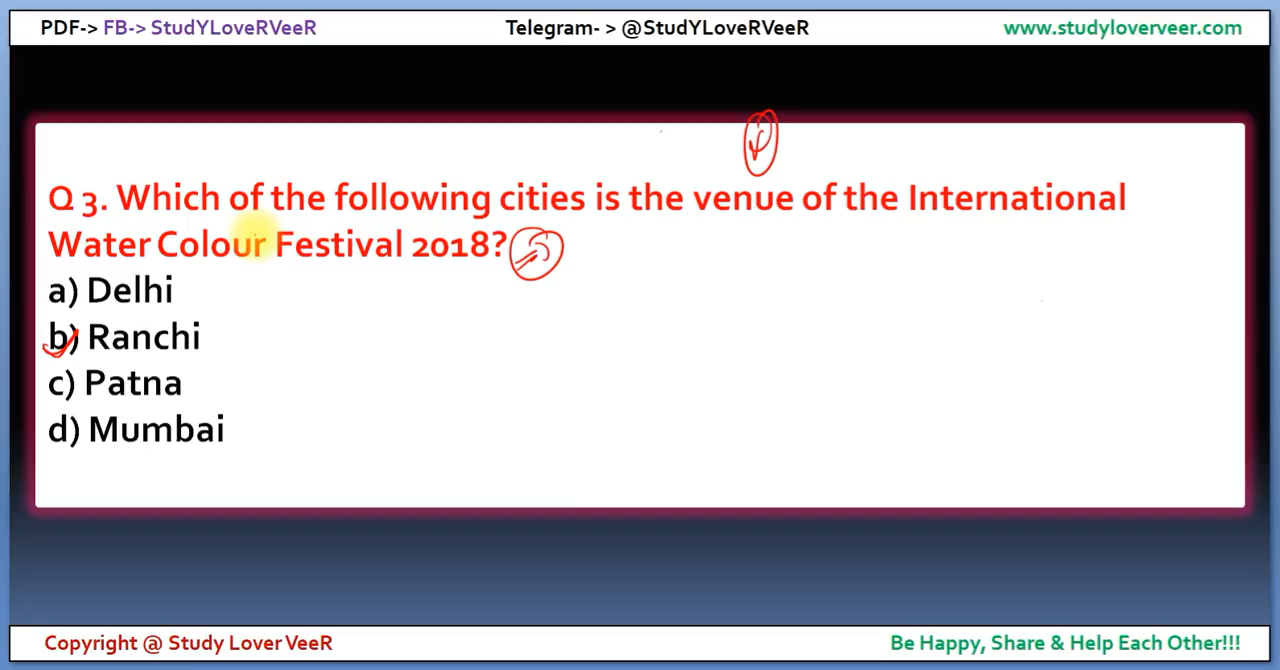 PDF-> FB-> StudYLoveRVeeR Telegram- > @StudYLoveRVeeR www.studyloverveer.com
Q 3. Which of the following cities is the venue of the International
Water Colour Festival 2018?
a) Delhi
b) Ranchi
c) Patna
d) Mumbai
Copyright @ Study Lover VeeR Be Happy, Share & Help Each Other!!!